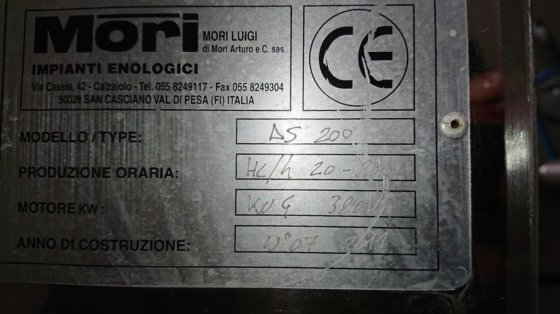 Mori MORI LUIGI
di Mori Arturo e C. sas
IMPIANTI ENOLOGICI
Via Cassia, 42 - Calzaiolo - Tel. 055 8249117 - Fax 055 8249304
50026 SAN CASCIANO VAL DI PESA (FI) ITALIA
CE
MODELLO / TYPE: DS 200
PRODUZIONE ORARIA: HL/h 20-200
MOTORE KW:
ANNO DI COSTRUZIONE: N°07